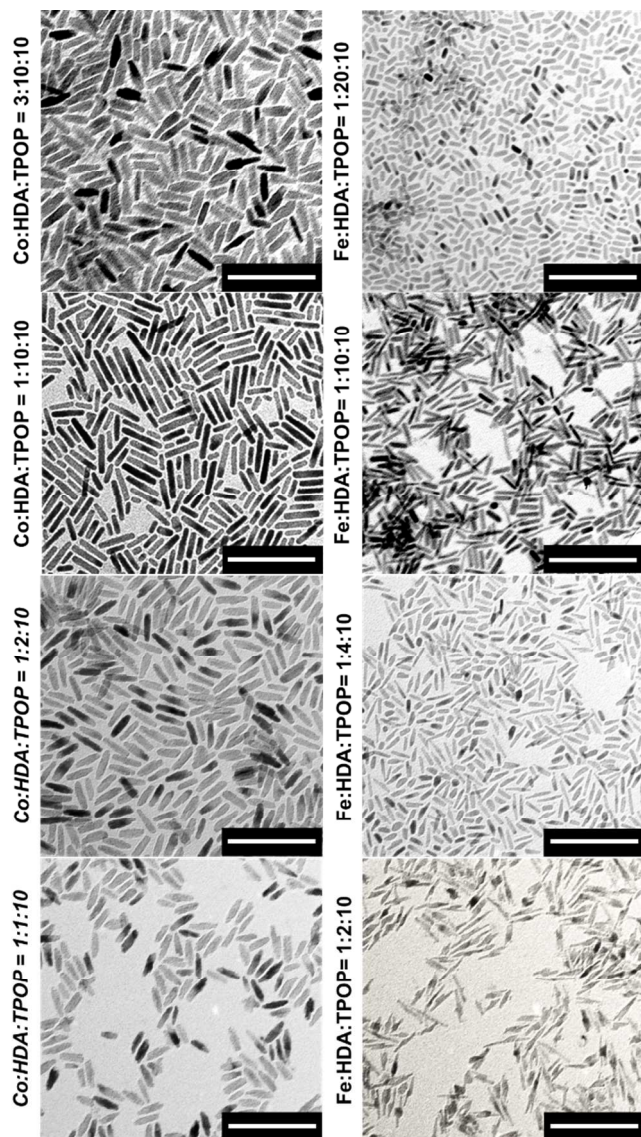 Co:HDA:TPOP = 1:1:10
Co:HDA:TPOP = 1:2:10
Co:HDA:TPOP = 1:10:10
Co:HDA:TPOP = 3:10:10
Fe:HDA:TPOP= 1:2:10
Fe:HDA:TPOP= 1:4:10
Fe:HDA:TPOP= 1:10:10
Fe:HDA:TPOP= 1:20:10